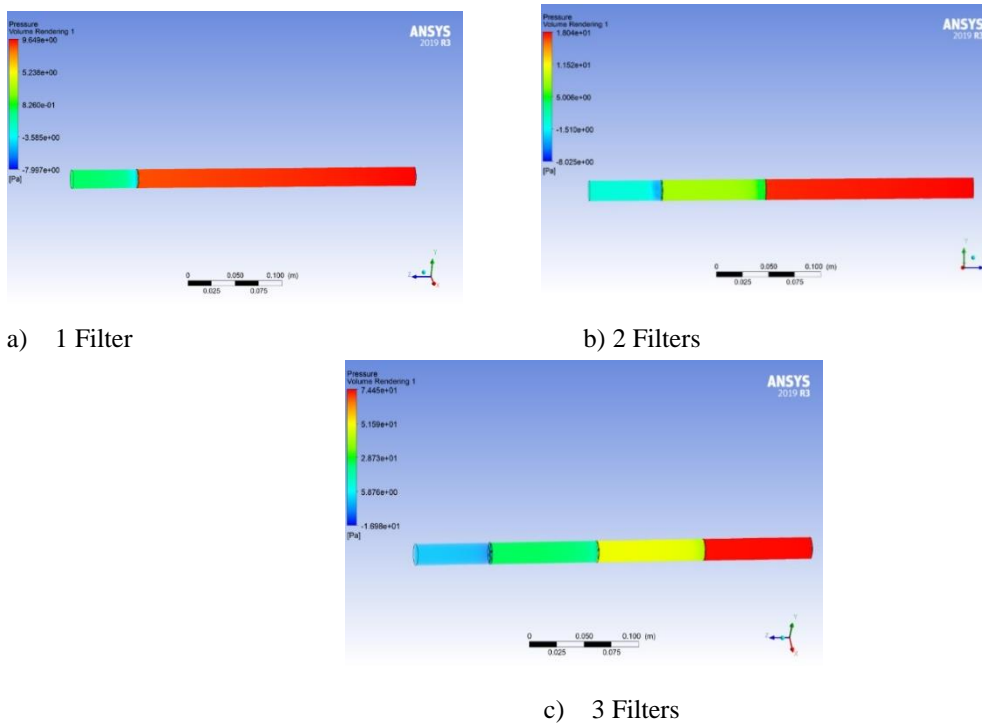 Pressure
Volume Rendering 1
9.649e+00
5.238e+00
8.260e-01
-3.585e+00
-7.997e+00
[Pa]
ANSYS
2019 R3
0 0.050 0.100 (m)
0.025 0.075
Y
Z
X
a) 1 Filter
Pressure
Volume Rendering 1
1.804e+01
1.152e+01
5.006e+00
-1.510e+00
-8.025e+00
[Pa]
ANSYS
2019 R3
0 0.050 0.100 (m)
0.025 0.075
Y
b) 2 Filters
Pressure
Volume Rendering 1
7.445e+01
5.159e+01
2.873e+01
5.876e+00
-1.698e+01
[Pa]
ANSYS
2019 R3
0 0.050 0.100 (m)
0.025 0.075
Y
Z
X
c) 3 Filters